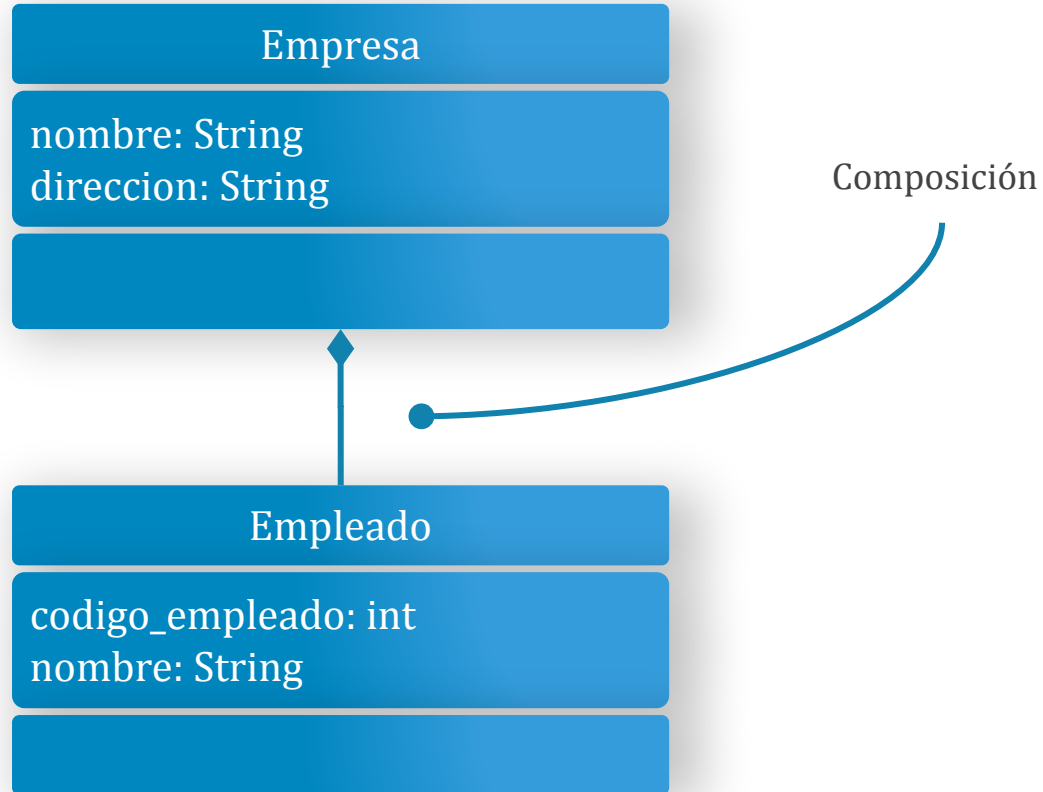 Empresa
nombre: String
direccion: String
Composición
Empleado
codigo_empleado: int
nombre: String